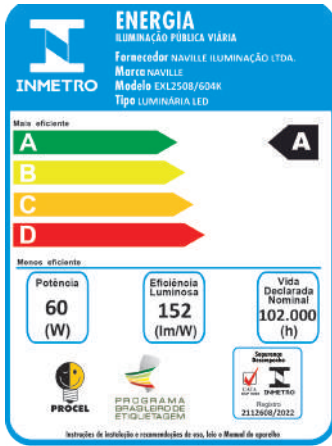 ENERGIA
ILUMINAÇÃO PÚBLICA VIÁRIA
Fornecedor NAVILLE ILUMINAÇÃO LTDA.
Marca NAVILLE
Modelo EXL2508/604K
Tipo LUMINÁRIA LED
INMETRO
Mais eficiente
A
A
B
C
D
Menos eficiente
Potência
60
(W)
Eficiência
Luminosa
152
(lm/W)
Vida
Declarada
Nominal
102.000
(h)
PROCEL
PROGRAMA
BRASILEIRO DE
ETIQUETAGEM
Segurança
Desempenho
INMETRO
Registro
2112608/2022
Instruções de instalação e recomendações de uso, leia o Manual do aparelho